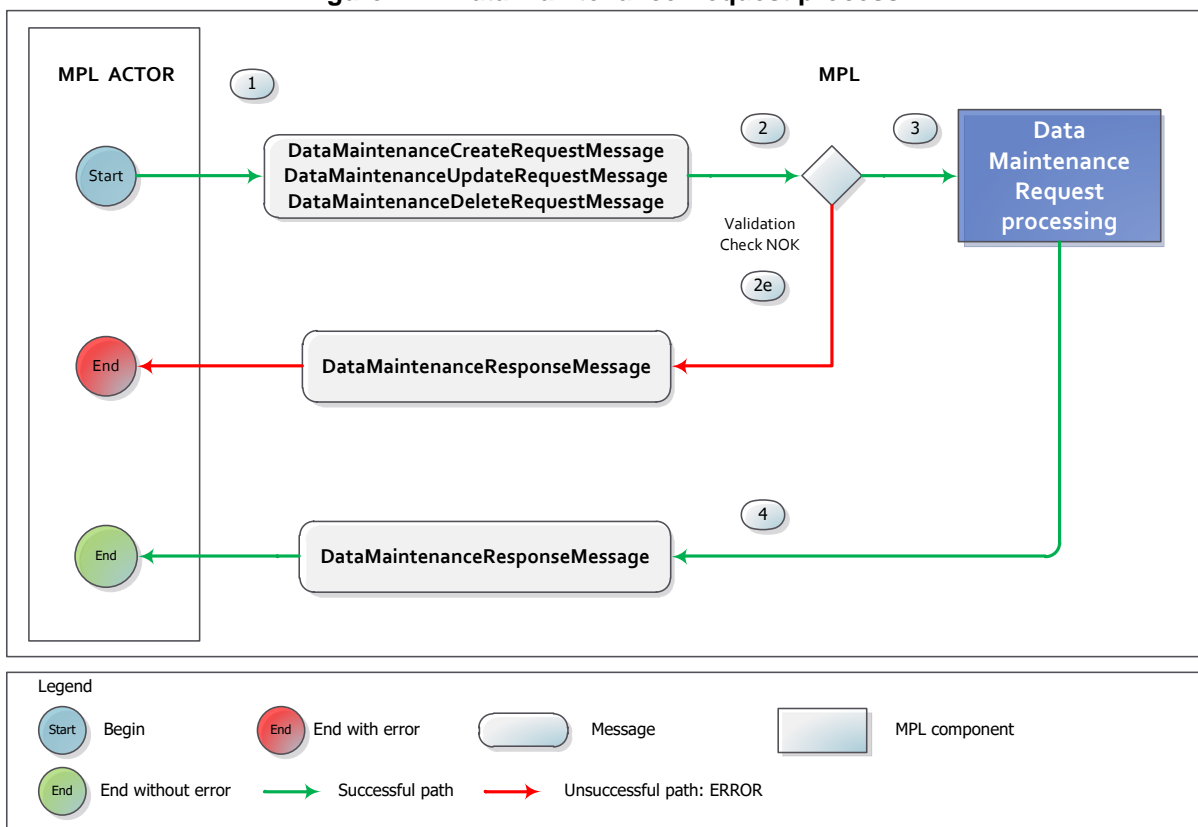 MPL ACTOR
1
MPL
2
3
Start
DataMaintenanceCreateRequestMessage
DataMaintenanceUpdateRequestMessage
DataMaintenanceDeleteRequestMessage
Data
Maintenance
Request
processing
Validation
Check NOK
2e
End
DataMaintenanceResponseMessage
4
End
DataMaintenanceResponseMessage
Legend
Start
Begin
End
End with error
Message
MPL component
End
End without error
Successful path
Unsuccessful path: ERROR